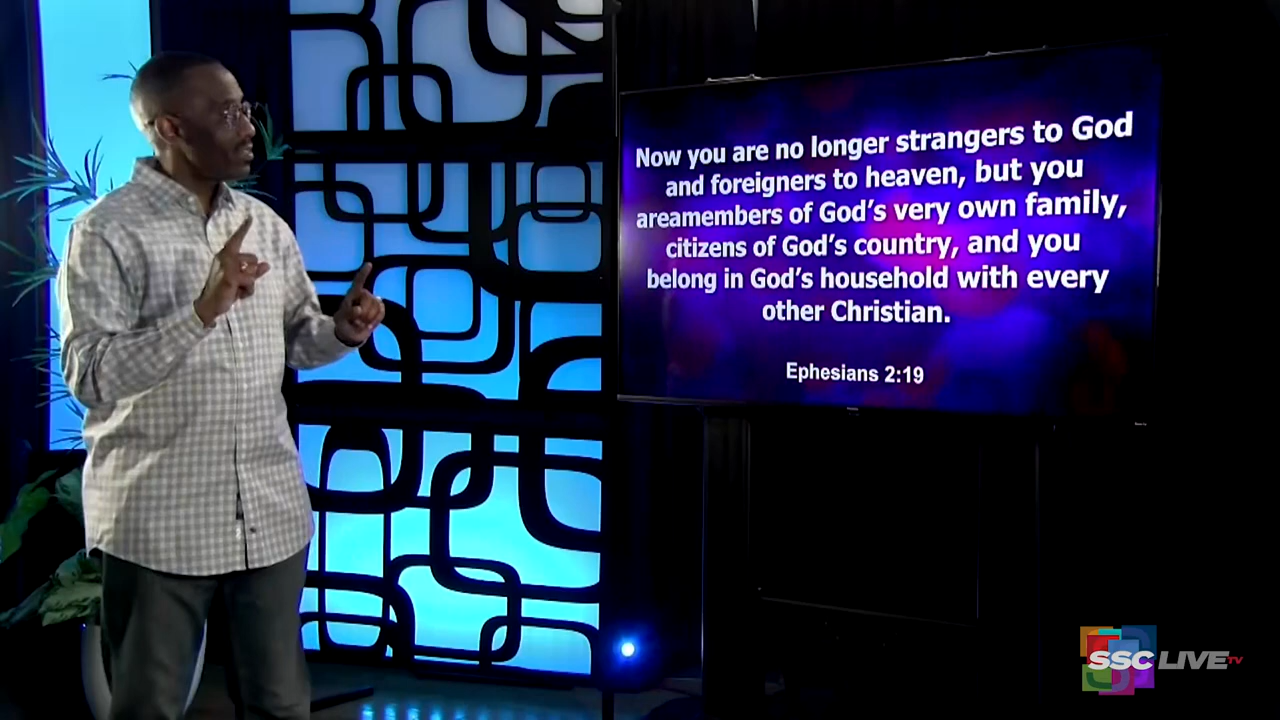 Now you are no longer strangers to God
and foreigners to heaven, but you
areamembers of God's very own family,
citizens of God's country, and you
belong in God's household with every
other Christian.
Ephesians 2:19
SSC LIVE TV